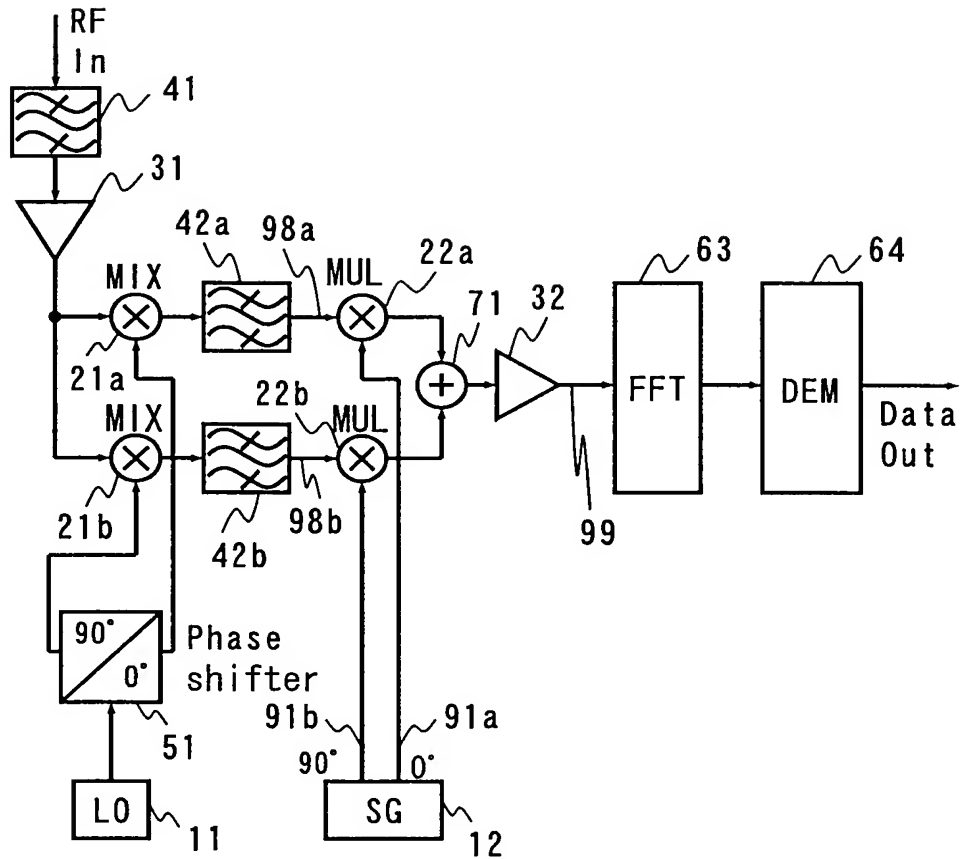 RF
In
41
31
42a
98a
22a
63
64
MIX
MUL
71
32
21a
22b
FFT
DEM
MIX
MUL
Data
Out
21b
42b
98b
99
90°
0°
Phase
shifter
51
91b
91a
90°
0°
LO
11
SG
12